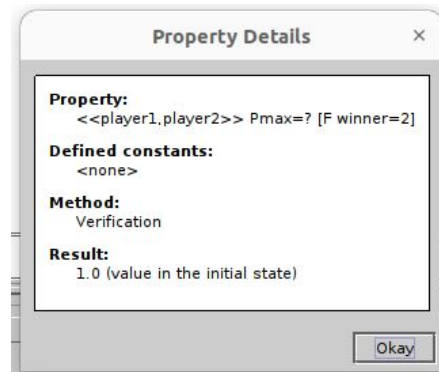 Property Details
×
Property:
<<player1,player2>> Pmax=? [F winner=2]
Defined constants:
<none>
Method:
Verification
Result:
1.0 (value in the initial state)
Okay